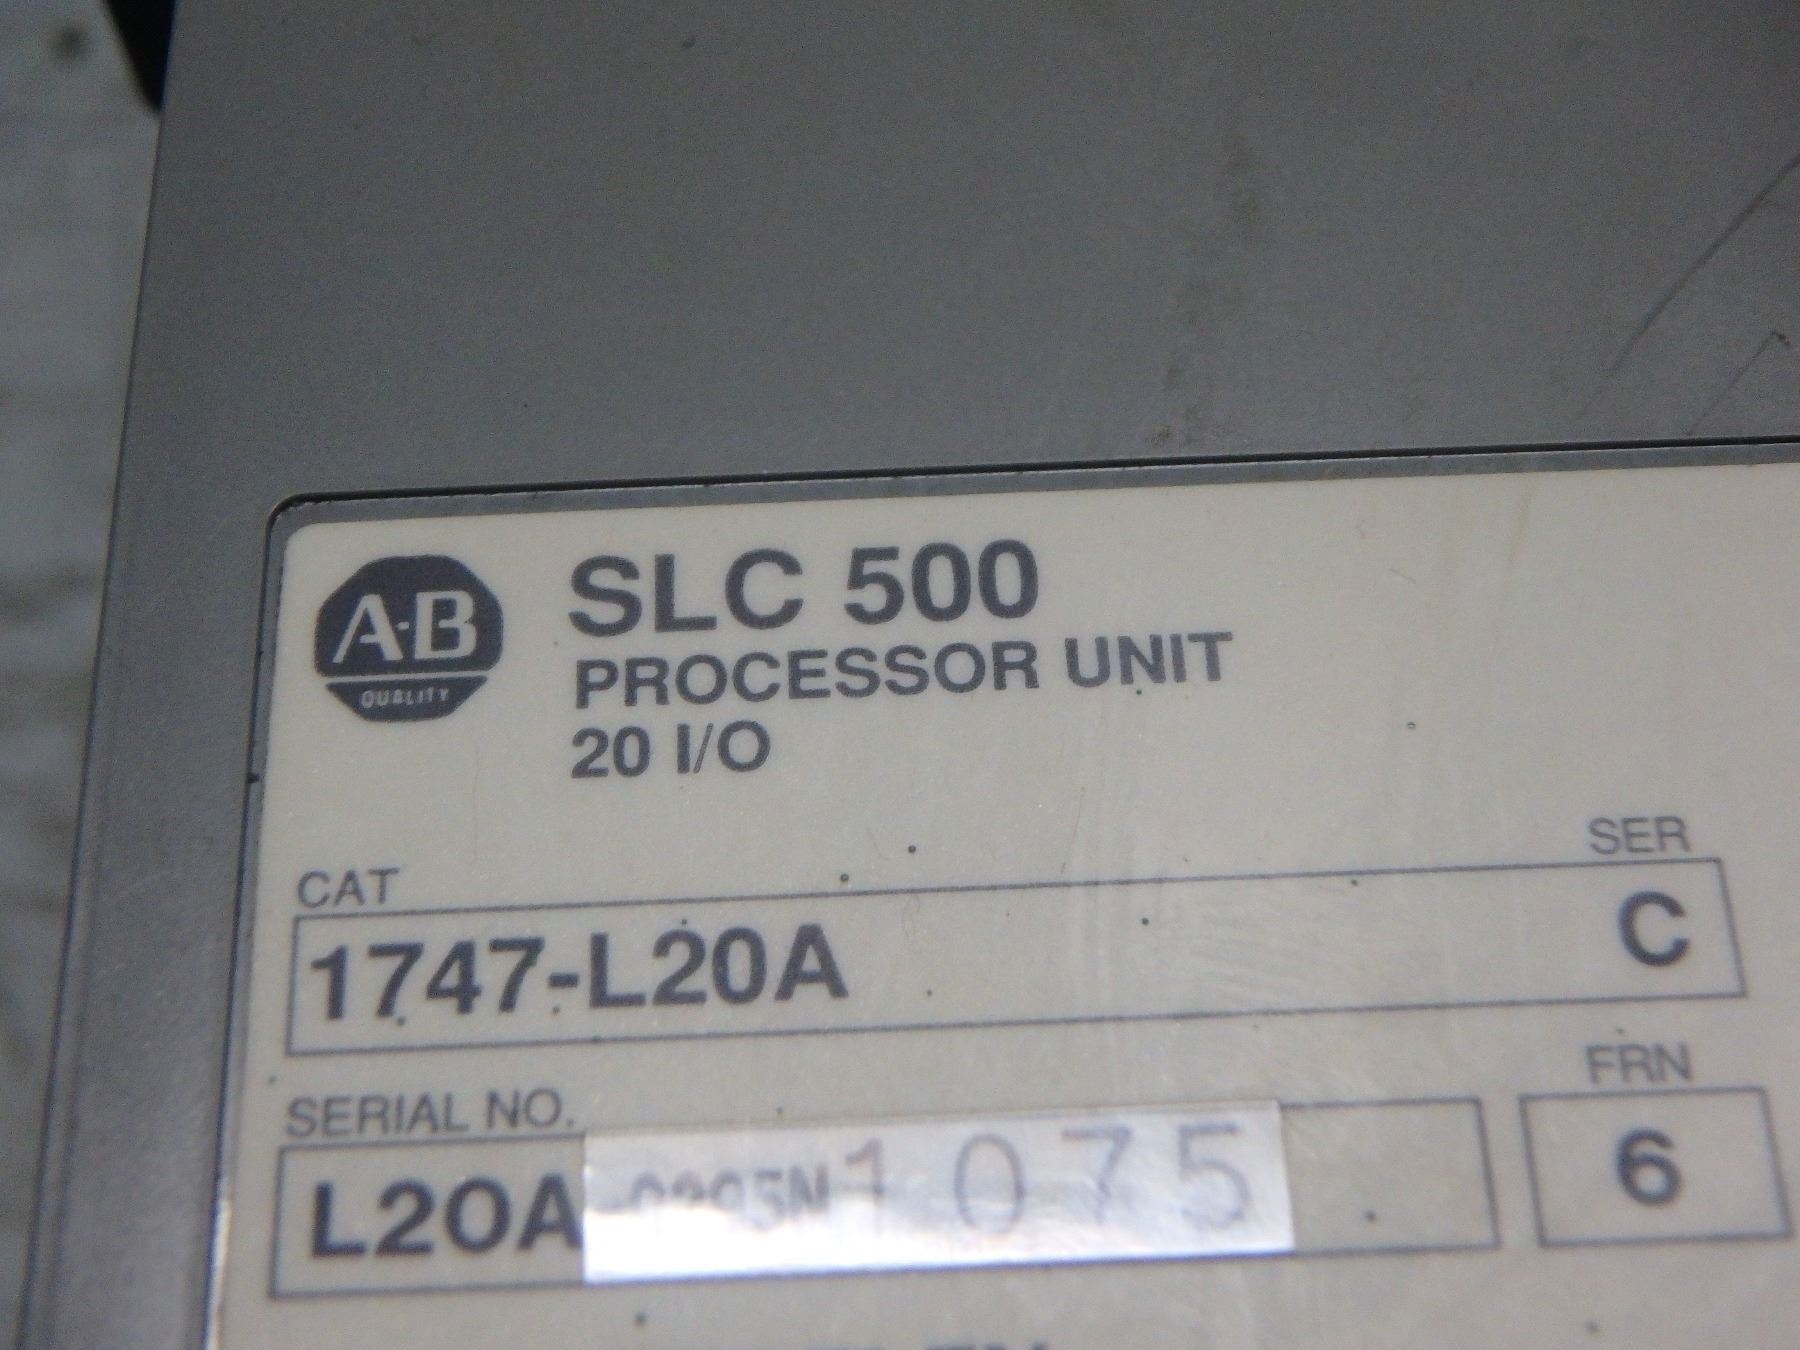 A-B
QUALITY
SLC 500
PROCESSOR UNIT
20 I/O
CAT
SER
1747-L20A
C
SERIAL NO.
FRN
L20A 1075
6